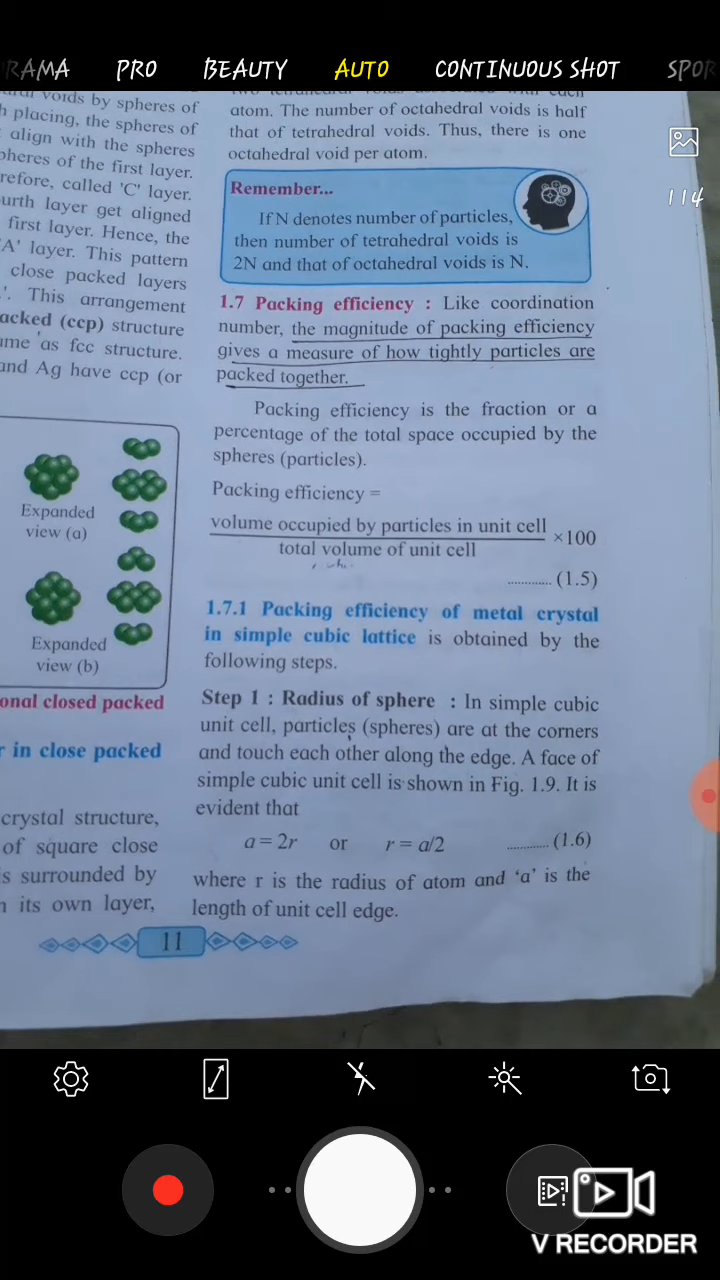 RAMA PRO BEAUTY AUTO CONTINUOUS SHOT SPOR
114
voids by spheres of
h placing, the spheres of
align with the spheres
pheres of the first layer.
refore, called 'C' layer.
urth layer get aligned
first layer. Hence, the
'A' layer. This pattern
close packed layers
'. This arrangement
acked (ccp) structure
ame as fcc structure.
and Ag have ccp (or
Expanded
view (a)
Expanded
view (b)
onal closed packed
r in close packed
crystal structure,
of square close
s surrounded by
n its own layer,
two tetrahedral voids associated with each
atom. The number of octahedral voids is half
that of tetrahedral voids. Thus, there is one
octahedral void per atom.
Remember...
If N denotes number of particles,
then number of tetrahedral voids is
2N and that of octahedral voids is N.
1.7 Packing efficiency : Like coordination
number, the magnitude of packing efficiency
gives a measure of how tightly particles are
packed together.
Packing efficiency is the fraction or a
percentage of the total space occupied by the
spheres (particles).
Packing efficiency =
volume occupied by particles in unit cell
×100
total volume of unit cell
............ (1.5)
1.7.1 Packing efficiency of metal crystal
in simple cubic lattice is obtained by the
following steps.
Step 1 : Radius of sphere : In simple cubic
unit cell, particles (spheres) are at the corners
and touch each other along the edge. A face of
simple cubic unit cell is shown in Fig. 1.9. It is
evident that
a = 2r or r = a/2 ............ (1.6)
where r is the radius of atom and 'a' is the
length of unit cell edge.
11
V RECORDER